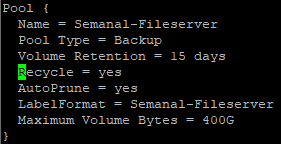 Pool {
Name = Semanal-Fileserver
Pool Type = Backup
Volume Retention = 15 days
Recycle = yes
AutoPrune = yes
LabelFormat = Semanal-Fileserver
Maximum Volume Bytes = 400G
}